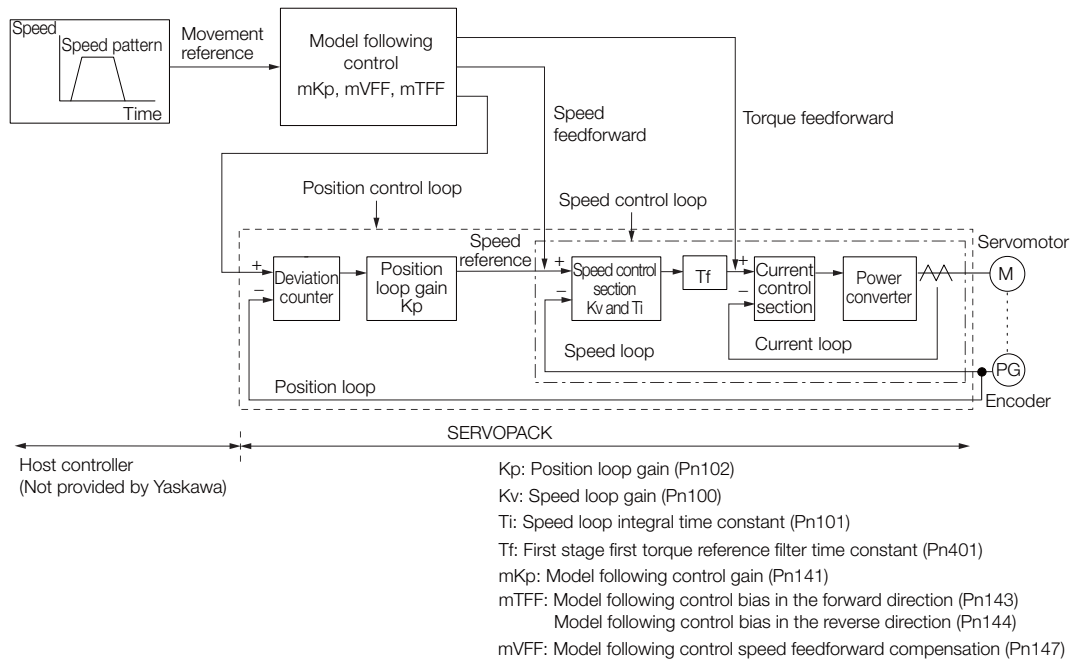 Speed
Speed pattern
Time
Movement
reference
Model following
control
mKp, mVFF, mTFF
Speed
feedforward
Torque feedforward
Position control loop
Speed control loop
Speed
reference
Servomotor
+
−
Deviation
counter
Position
loop gain
Kp
+
−
Speed control
section
Kv and Ti
Tf
+
−
Current
control
section
Power
converter
M
Speed loop
Current loop
PG
Position loop
Encoder
SERVOPACK
Host controller
(Not provided by Yaskawa)
Kp: Position loop gain (Pn102)
Kv: Speed loop gain (Pn100)
Ti: Speed loop integral time constant (Pn101)
Tf: First stage first torque reference filter time constant (Pn401)
mKp: Model following control gain (Pn141)
mTFF: Model following control bias in the forward direction (Pn143)
Model following control bias in the reverse direction (Pn144)
mVFF: Model following control speed feedforward compensation (Pn147)